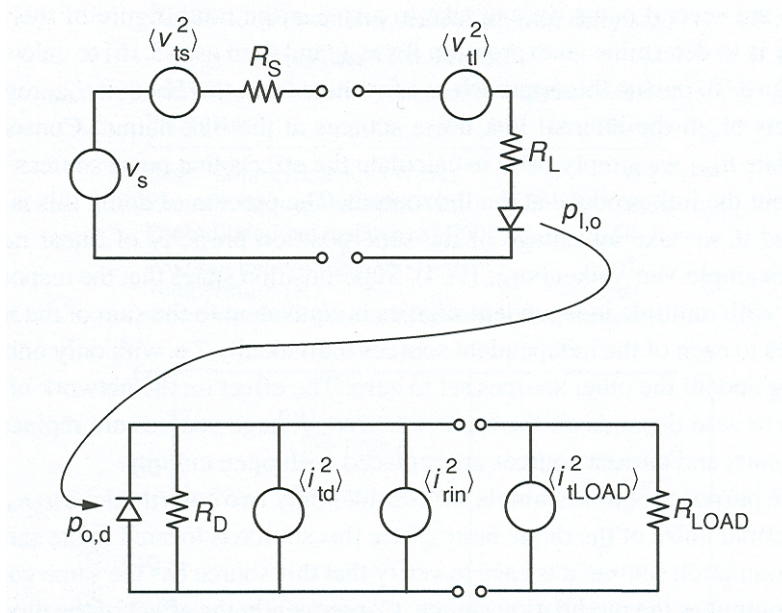 ⟨v²ts⟩ RS ⟨v²tl⟩
vS RL
pl,o
⟨i²td⟩ ⟨i²rin⟩ ⟨i²tLOAD⟩
po,d RD RLOAD